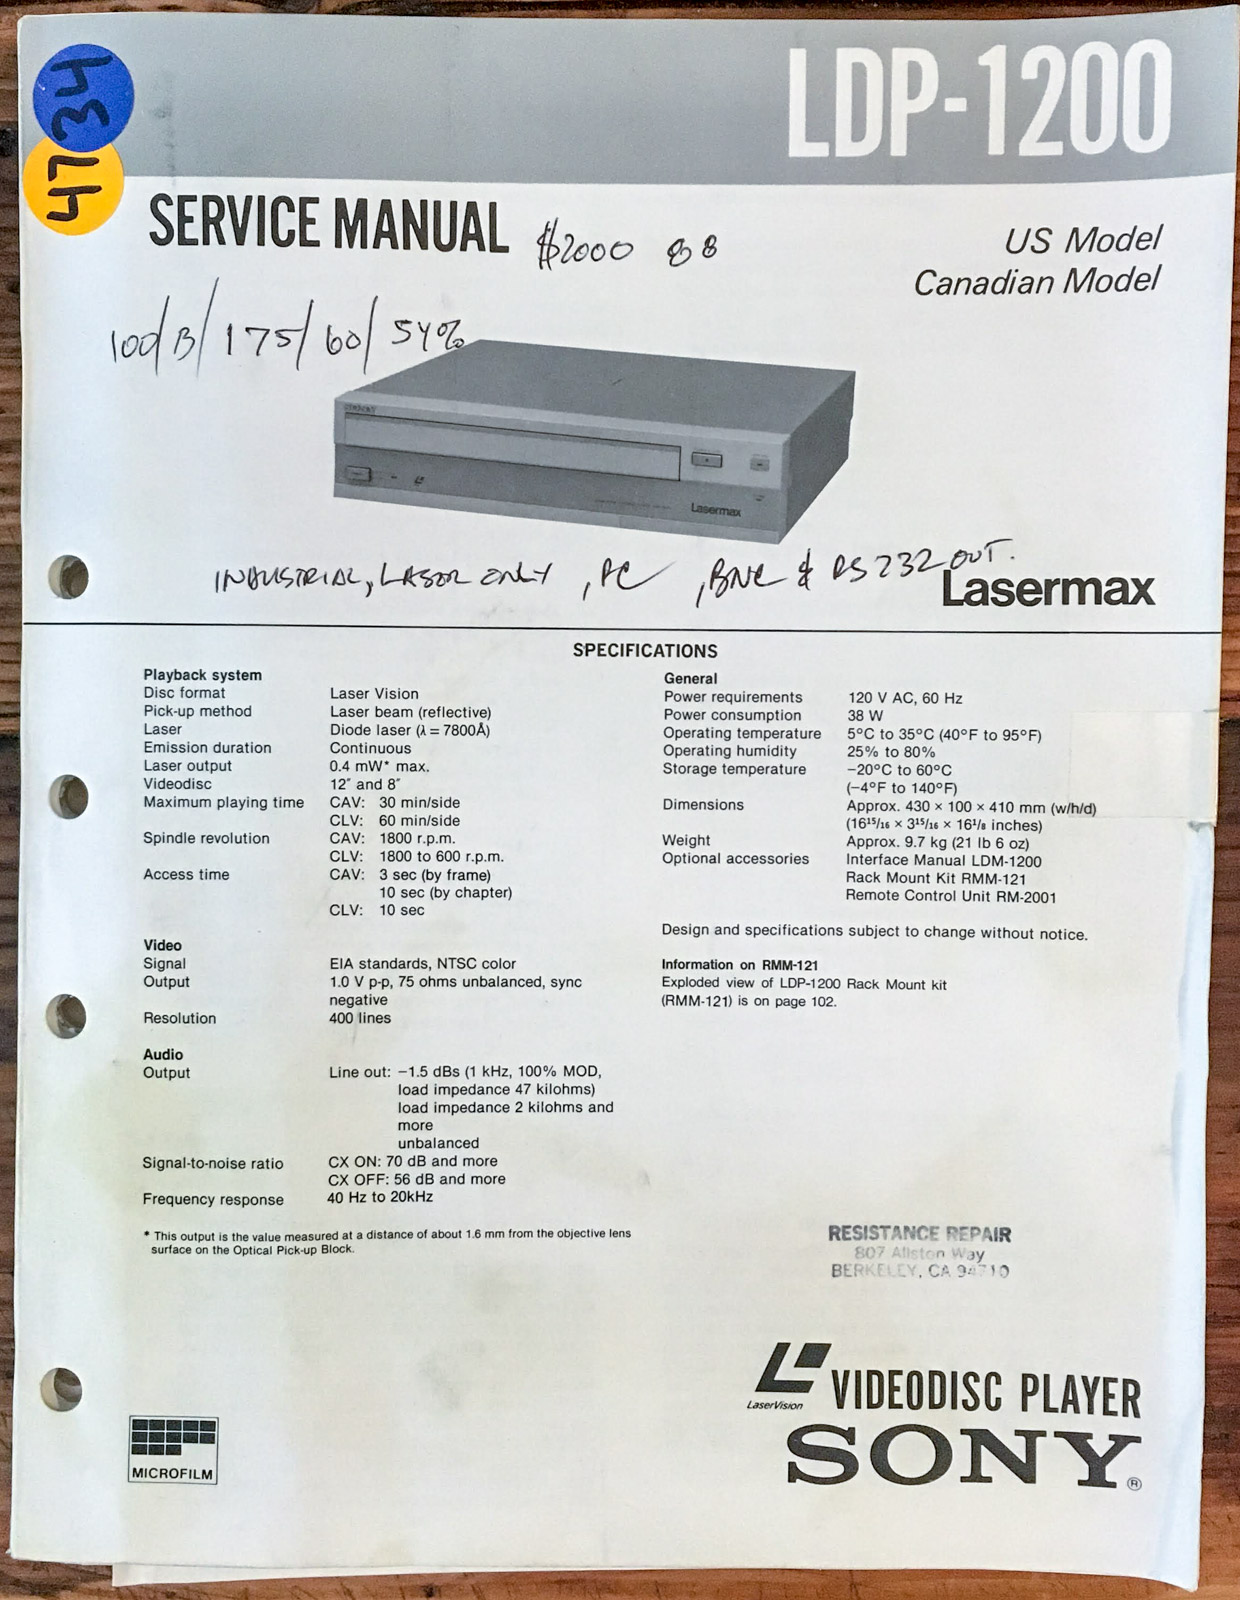 LDP-1200
34
47
SERVICE MANUAL
$2000 88
US Model
Canadian Model
100/B/175/60/54%
SONY
Lasermax
INDUSTRIAL, LASER ONLY, PC, BNC & RS232 OUT.
Lasermax
SPECIFICATIONS
Playback system
Disc format Laser Vision
Pick-up method Laser beam (reflective)
Laser Diode laser (λ = 7800Å)
Emission duration Continuous
Laser output 0.4 mW* max.
Videodisc 12″ and 8″
Maximum playing time CAV: 30 min/side
CLV: 60 min/side
Spindle revolution CAV: 1800 r.p.m.
CLV: 1800 to 600 r.p.m.
Access time CAV: 3 sec (by frame)
10 sec (by chapter)
CLV: 10 sec
Video
Signal EIA standards, NTSC color
Output 1.0 V p-p, 75 ohms unbalanced, sync
negative
Resolution 400 lines
Audio
Output Line out: −1.5 dBs (1 kHz, 100% MOD,
load impedance 47 kilohms)
load impedance 2 kilohms and
more
unbalanced
Signal-to-noise ratio CX ON: 70 dB and more
CX OFF: 56 dB and more
Frequency response 40 Hz to 20kHz
* This output is the value measured at a distance of about 1.6 mm from the objective lens
surface on the Optical Pick-up Block.
General
Power requirements 120 V AC, 60 Hz
Power consumption 38 W
Operating temperature 5°C to 35°C (40°F to 95°F)
Operating humidity 25% to 80%
Storage temperature −20°C to 60°C
(−4°F to 140°F)
Dimensions Approx. 430 × 100 × 410 mm (w/h/d)
(16¹⁵/₁₆ × 3¹⁵/₁₆ × 16¹/₈ inches)
Weight Approx. 9.7 kg (21 lb 6 oz)
Optional accessories Interface Manual LDM-1200
Rack Mount Kit RMM-121
Remote Control Unit RM-2001
Design and specifications subject to change without notice.
Information on RMM-121
Exploded view of LDP-1200 Rack Mount kit
(RMM-121) is on page 102.
RESISTANCE REPAIR
807 Allston Way
BERKELEY, CA 94710
LaserVision
VIDEODISC PLAYER
SONY®
MICROFILM